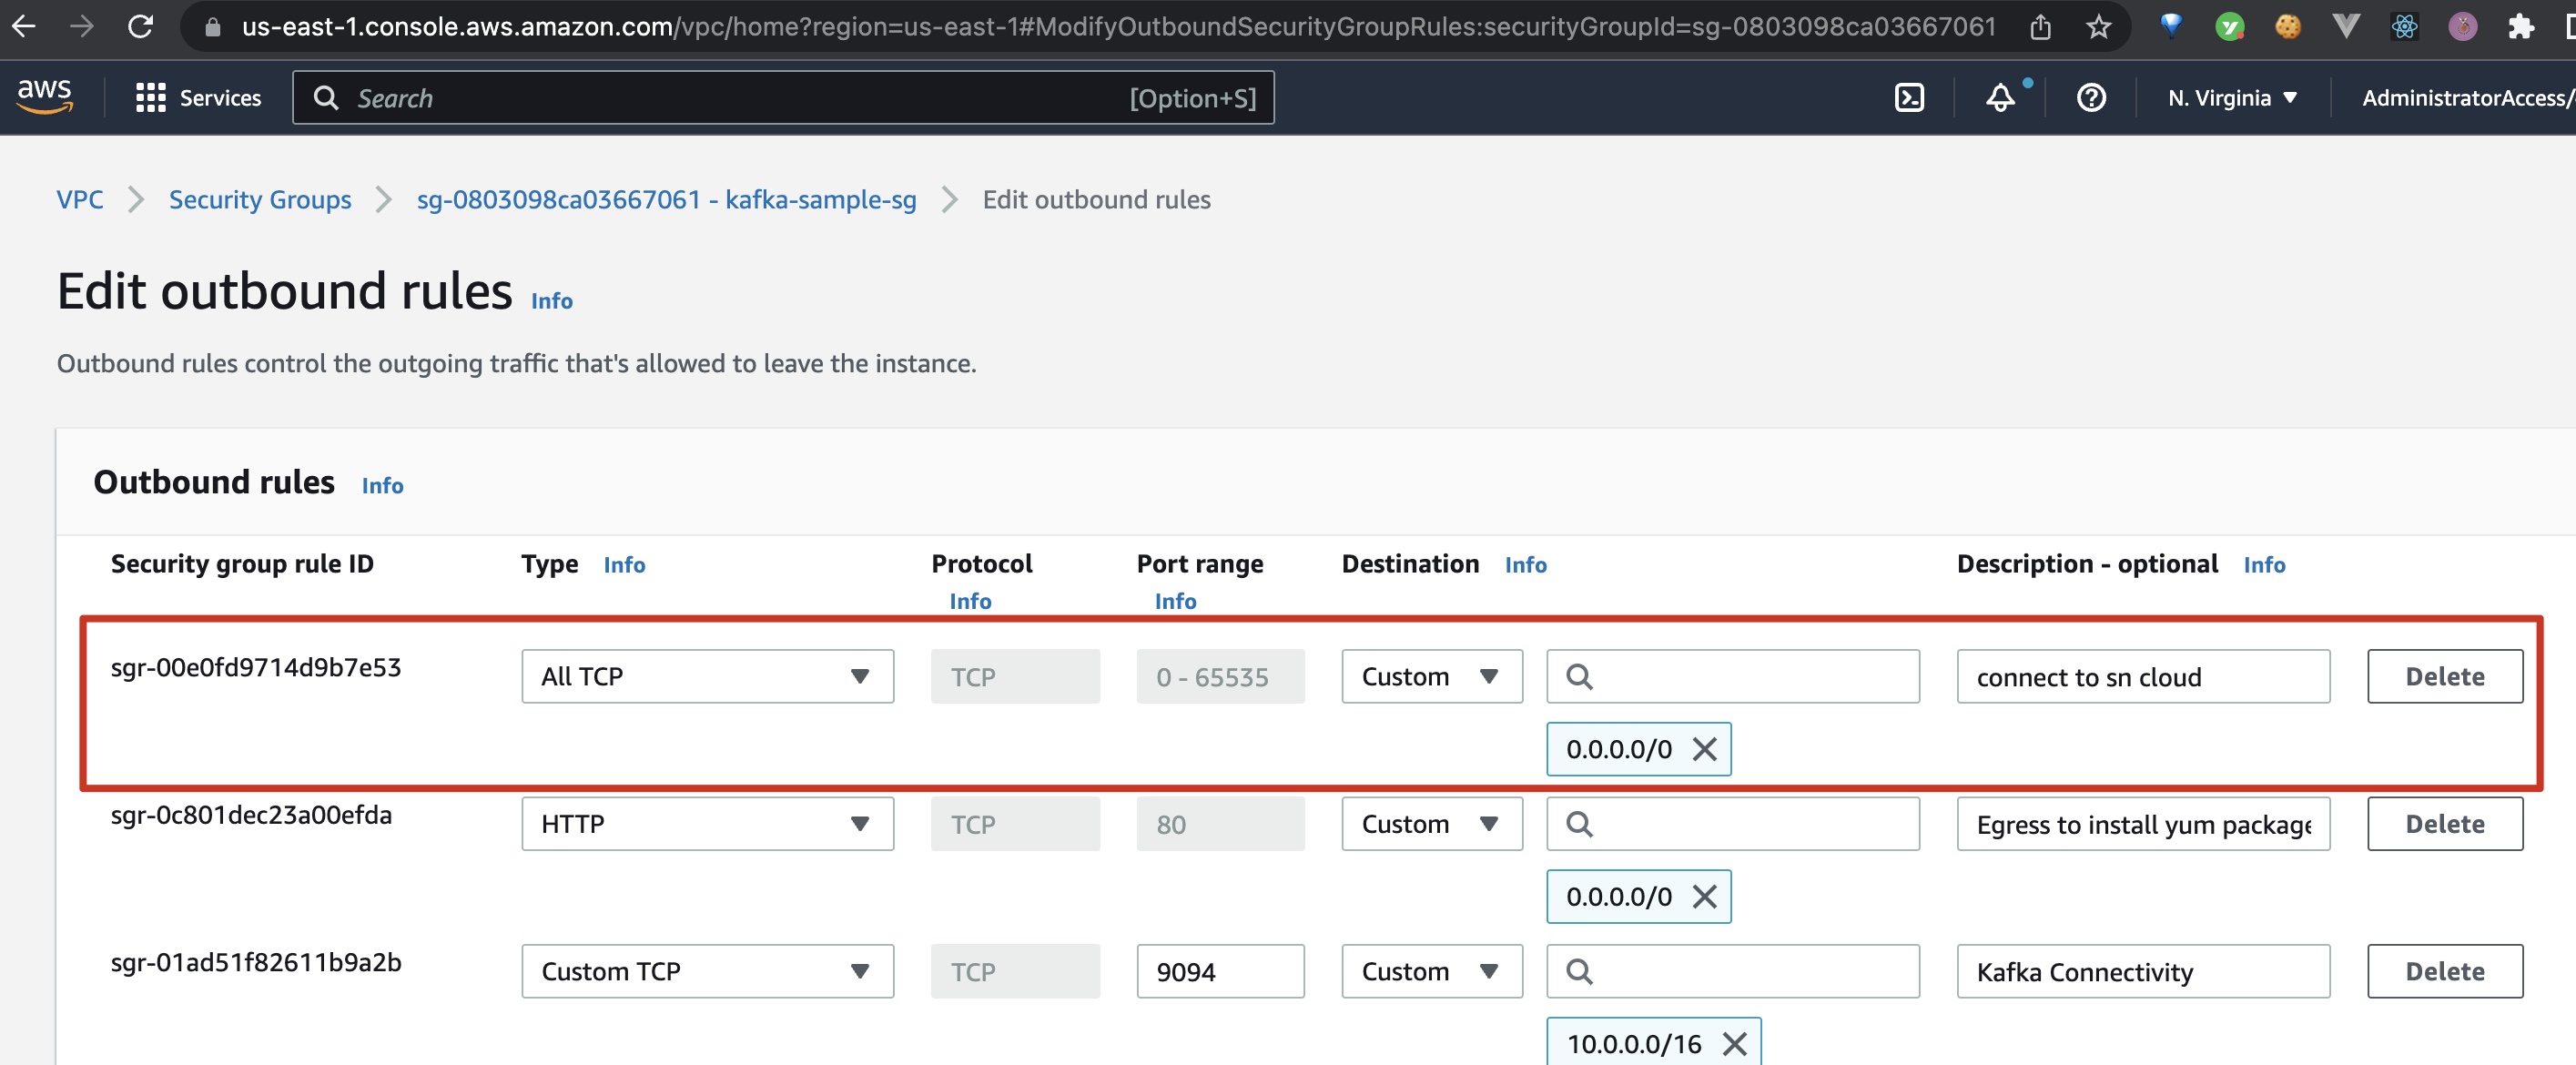 us-east-1.console.aws.amazon.com/vpc/home?region=us-east-1#ModifyOutboundSecurityGroupRules:securityGroupId=sg-0803098ca03667061
aws Services Search [Option+S] N. Virginia AdministratorAccess/
VPC Security Groups sg-0803098ca03667061 - kafka-sample-sg Edit outbound rules
Edit outbound rules Info
Outbound rules control the outgoing traffic that's allowed to leave the instance.
Outbound rules Info
Security group rule ID Type Info Protocol Port range Destination Info Description - optional Info
Info Info
sgr-00e0fd9714d9b7e53 All TCP TCP 0 - 65535 Custom connect to sn cloud Delete
0.0.0.0/0
sgr-0c801dec23a00efda HTTP TCP 80 Custom Egress to install yum package Delete
0.0.0.0/0
sgr-01ad51f82611b9a2b Custom TCP TCP 9094 Custom Kafka Connectivity Delete
10.0.0.0/16